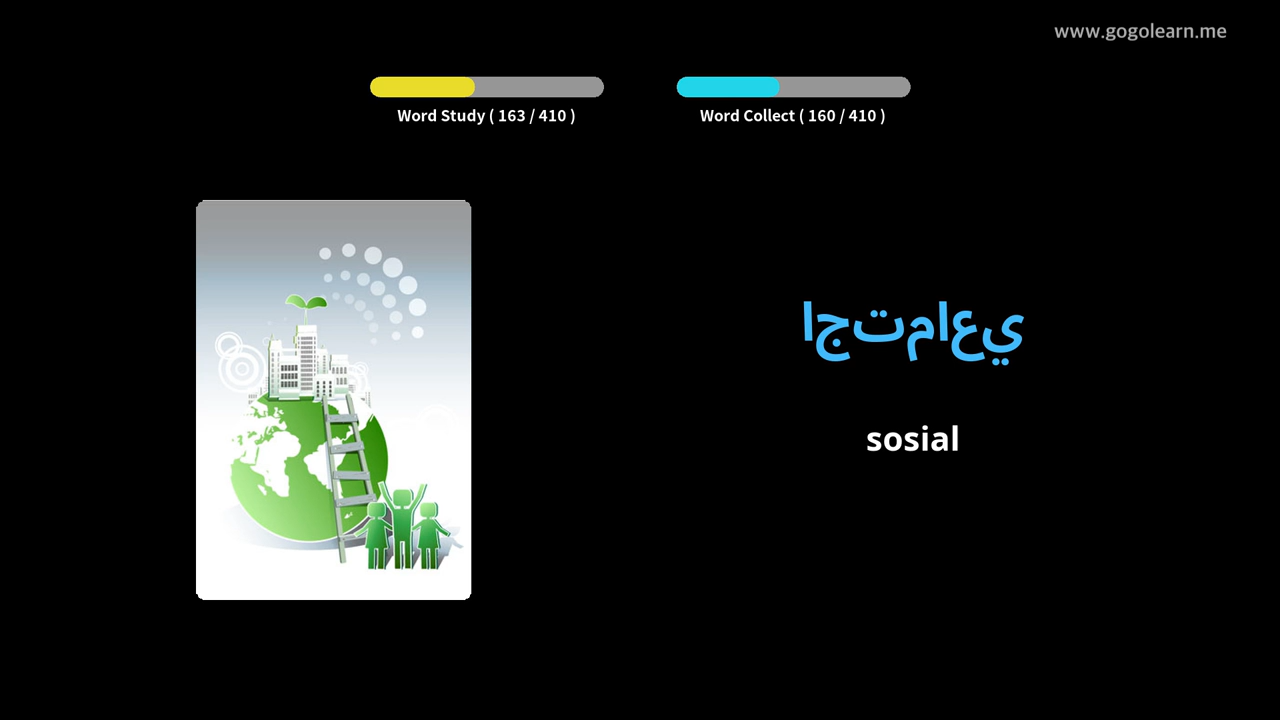 www.gogolearn.me
Word Study ( 163 / 410 )
Word Collect ( 160 / 410 )
اجتماعي
sosial